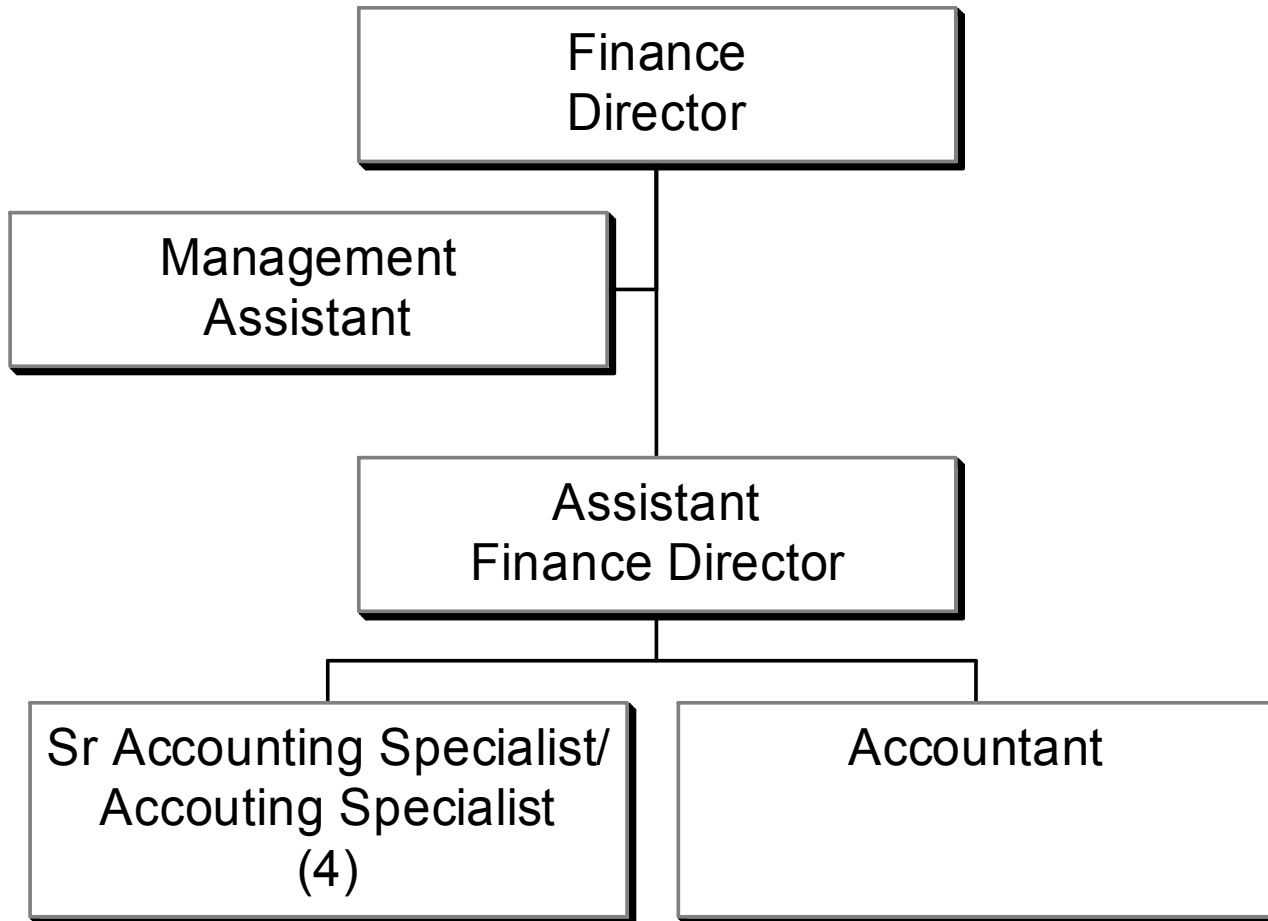 Finance
Director
Management
Assistant
Assistant
Finance Director
Sr Accounting Specialist/
Accouting Specialist
(4)
Accountant